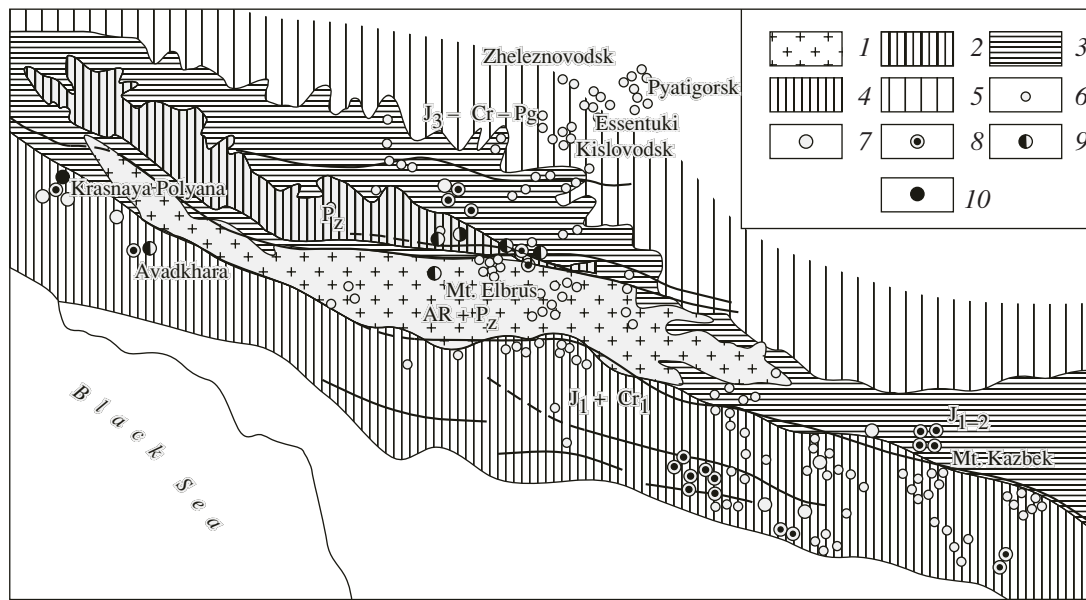 Zheleznovodsk
Pyatigorsk
J3 – Cr – Pg
Essentuki
Kislovodsk
Krasnaya Polyana
Pz
Avadkhara
Mt. Elbrus
AR + Pz
J1 + Cr1
J1–2
Mt. Kazbek
Black Sea
1 2 3
4 5 6
7 8 9
10